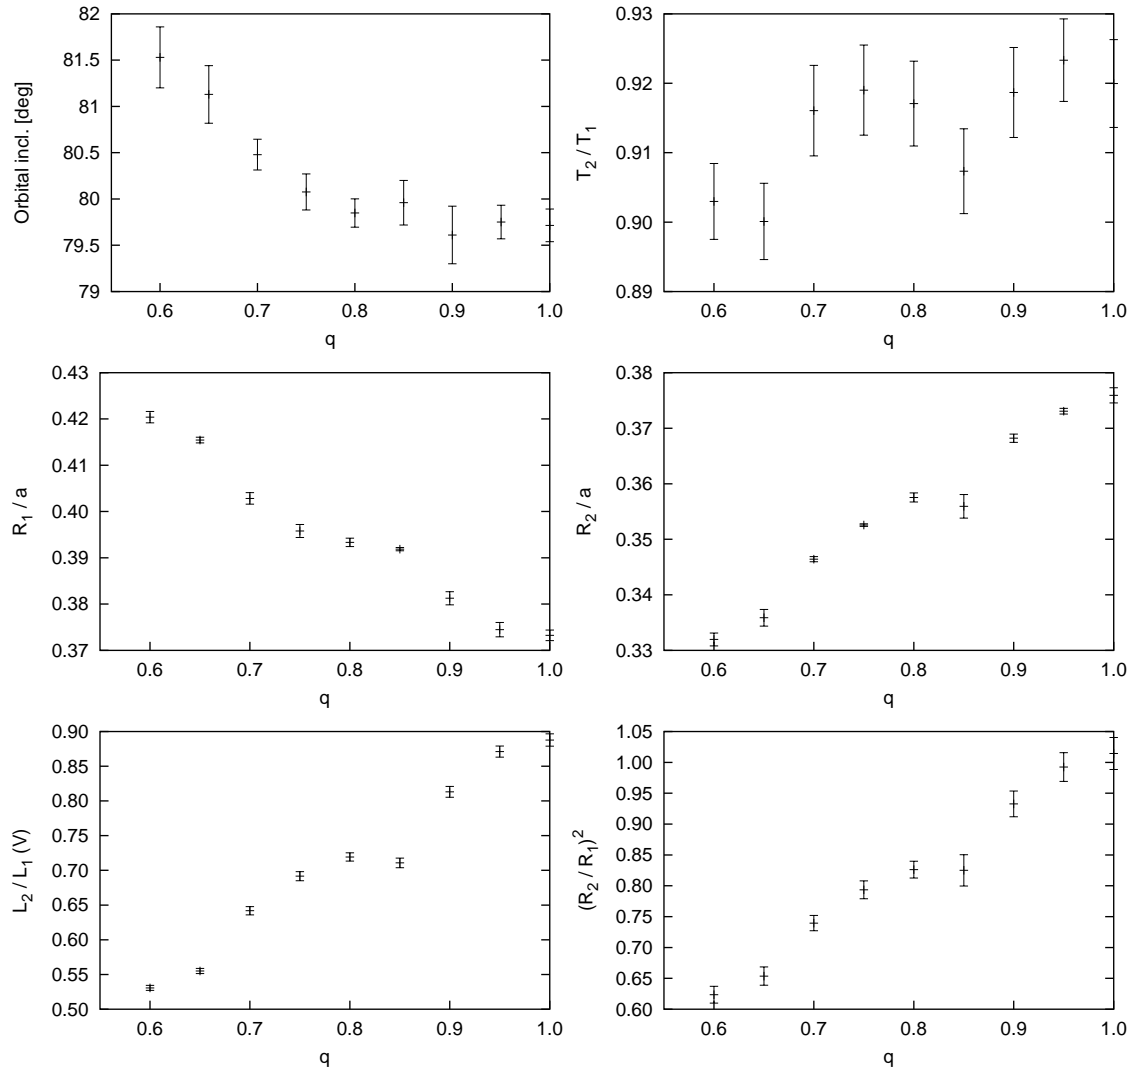 82
81.5
81
80.5
80
79.5
79
Orbital incl. [deg]
0.6 0.7 0.8 0.9 1.0
q
0.93
0.92
0.91
0.90
0.89
T2 / T1
0.6 0.7 0.8 0.9 1.0
q
0.43
0.42
0.41
0.40
0.39
0.38
0.37
R1 / a
0.6 0.7 0.8 0.9 1.0
q
0.38
0.37
0.36
0.35
0.34
0.33
R2 / a
0.6 0.7 0.8 0.9 1.0
q
0.90
0.85
0.80
0.75
0.70
0.65
0.60
0.55
0.50
L2 / L1 (V)
0.6 0.7 0.8 0.9 1.0
q
1.05
1.00
0.95
0.90
0.85
0.80
0.75
0.70
0.65
0.60
(R2 / R1)2
0.6 0.7 0.8 0.9 1.0
q